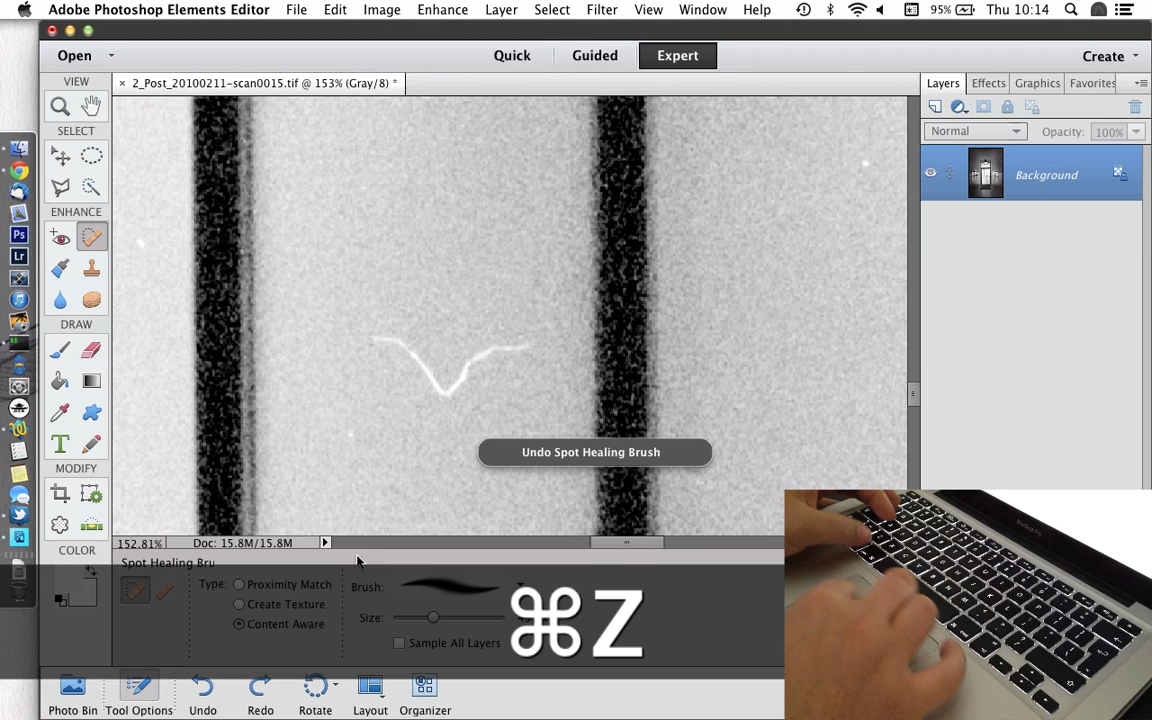 Adobe Photoshop Elements Editor File Edit Image Enhance Layer Select Filter View Window Help 95% Thu 10:14
Open Quick Guided Expert Create
VIEW × 2_Post_20100211-scan0015.tif @ 153% (Gray/8) * Layers Effects Graphics Favorites
Normal Opacity: 100%
SELECT
Background
Ps
ENHANCE
Lr
DRAW
T
Undo Spot Healing Brush
MODIFY
152.81% Doc: 15.8M/15.8M
COLOR
Spot Healing Bru
Type: Proximity Match Brush:
Create Texture
Content Aware Size:
Sample All Layers
⌘Z
Photo Bin Tool Options Undo Redo Rotate Layout Organizer